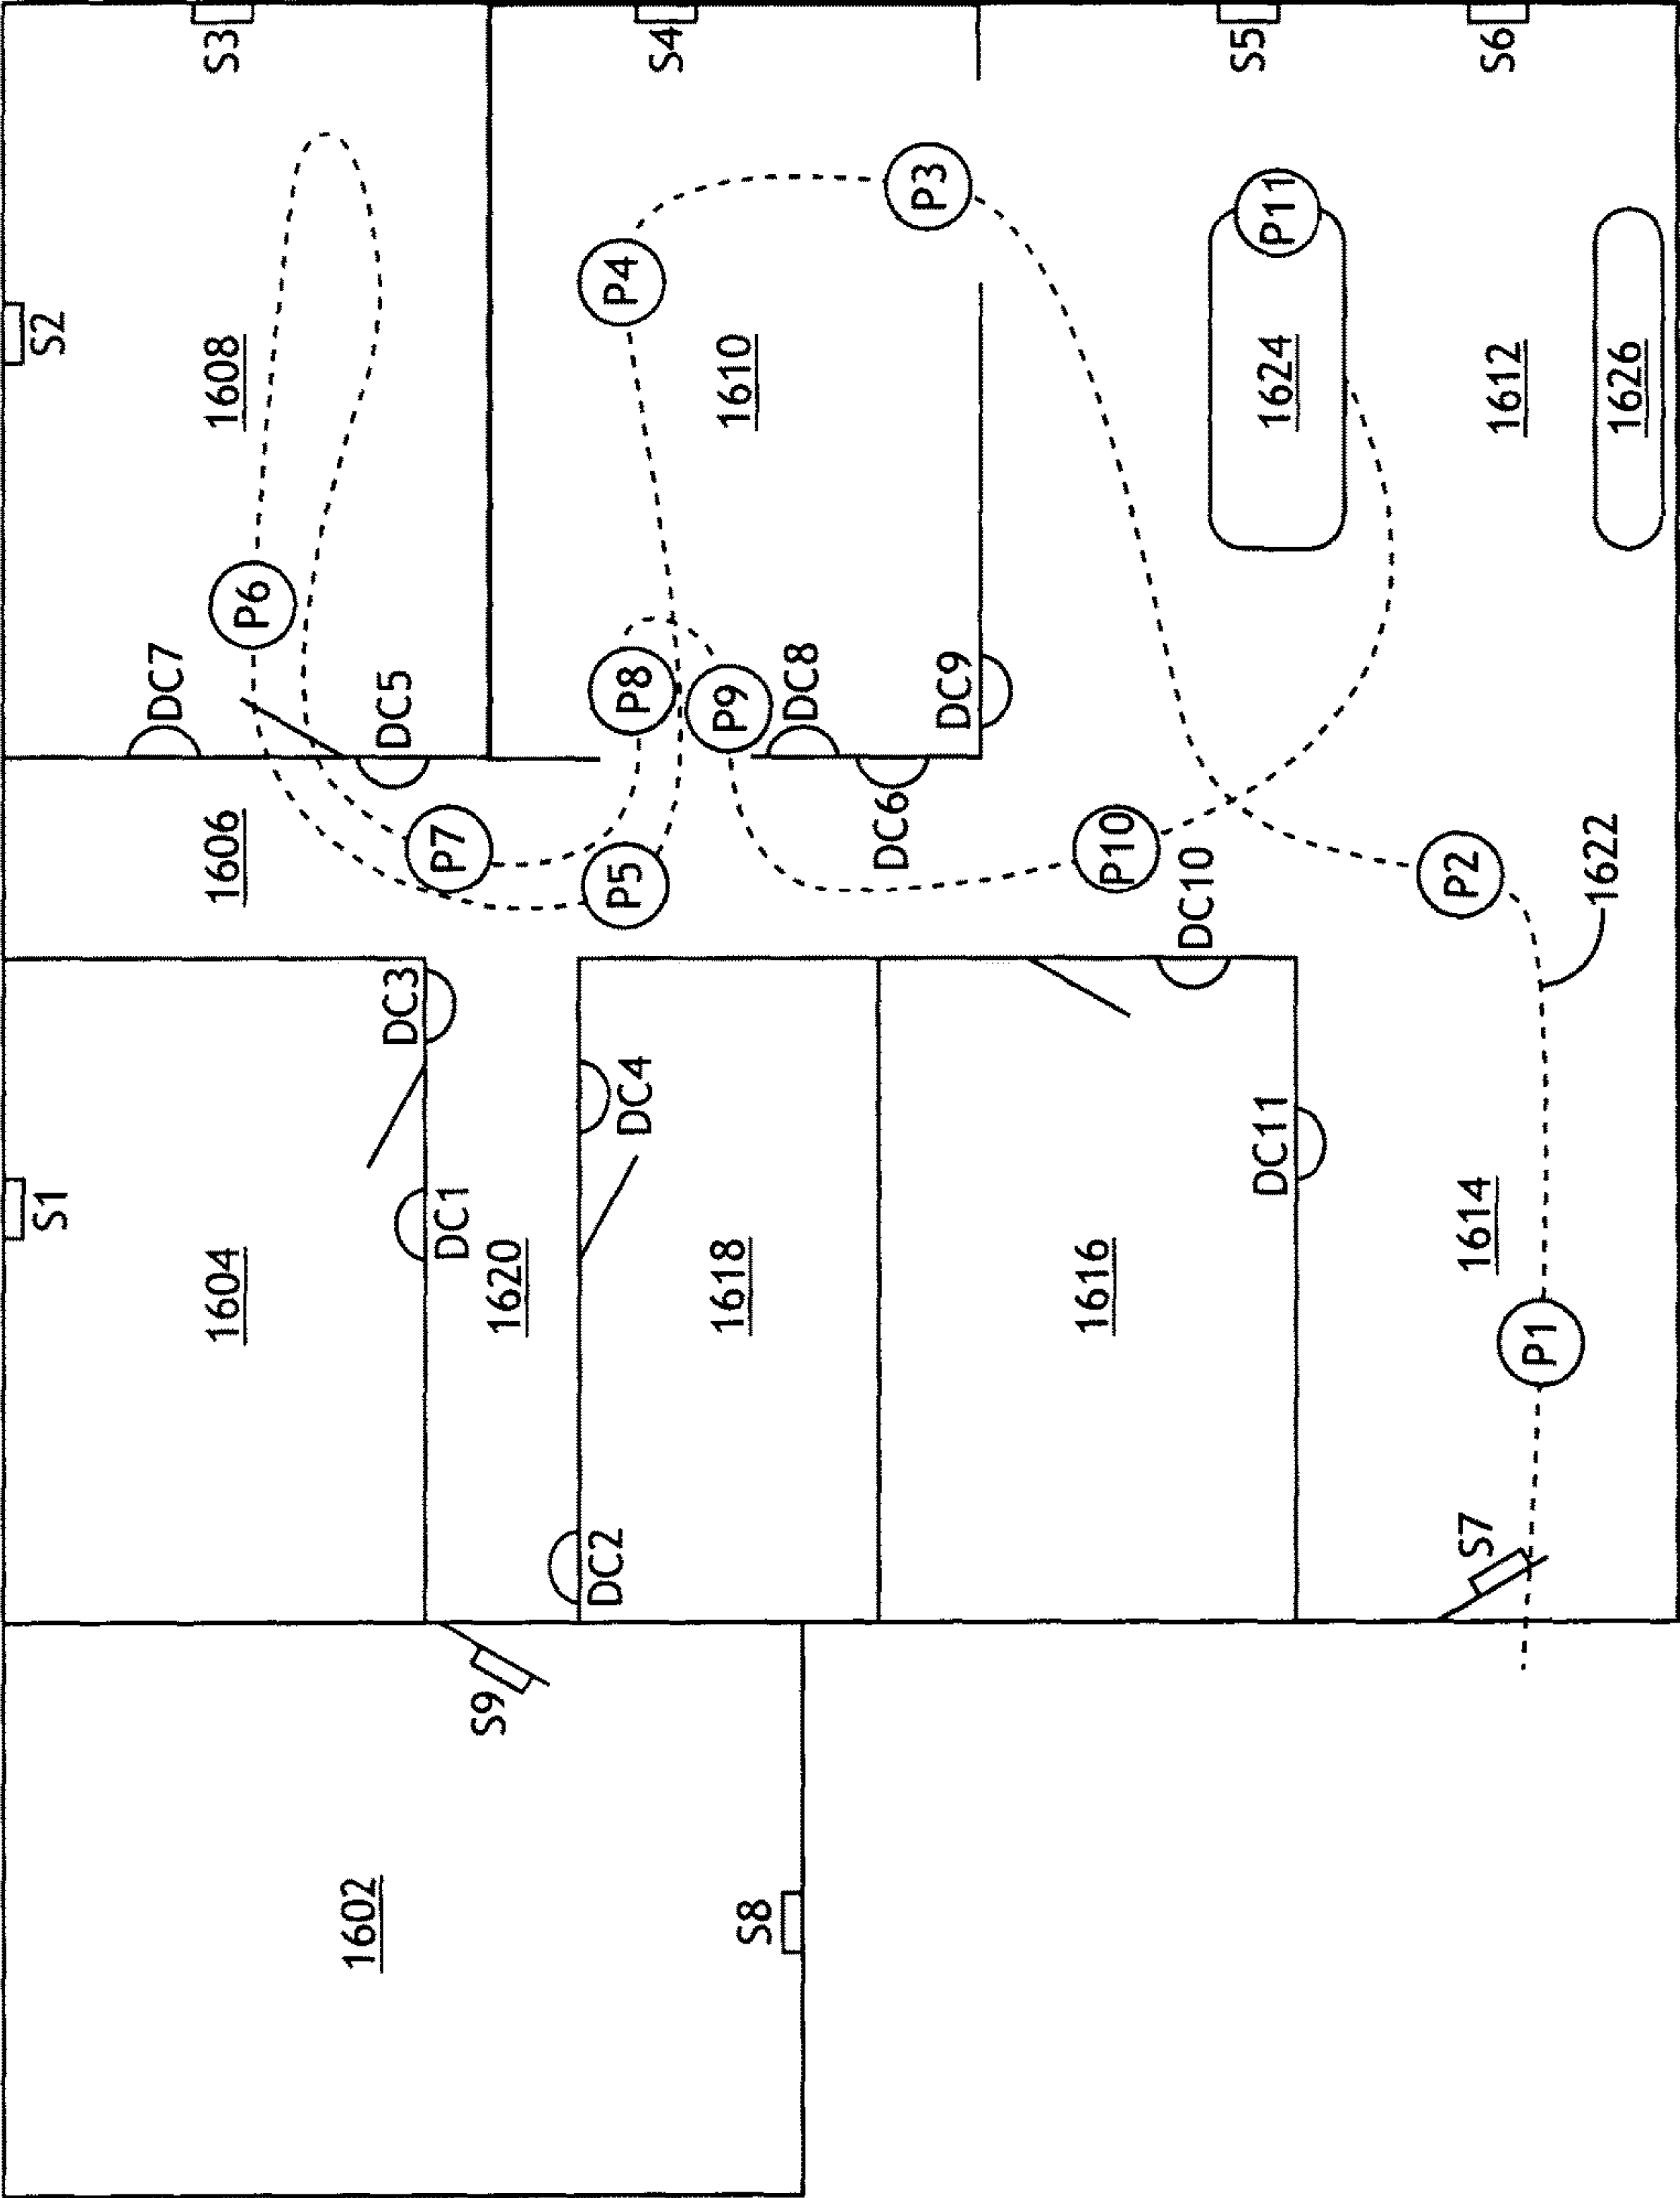 S1
S2
DC7
1604
1606
1608
S3
P6
1602
DC3
DC5
DC1
P7
S9
1620
DC2
DC4
P5
P8
P4
S4
S8
1618
P9
1610
DC8
DC6
P3
DC9
1616
P10
DC10
S5
DC11
1624
P11
S7
1614
P2
1612
S6
P1
1622
1626